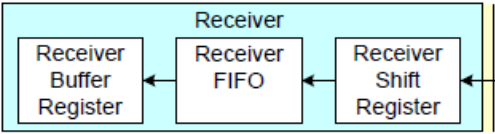 Receiver
Receiver
Buffer
Register
Receiver
FIFO
Receiver
Shift
Register